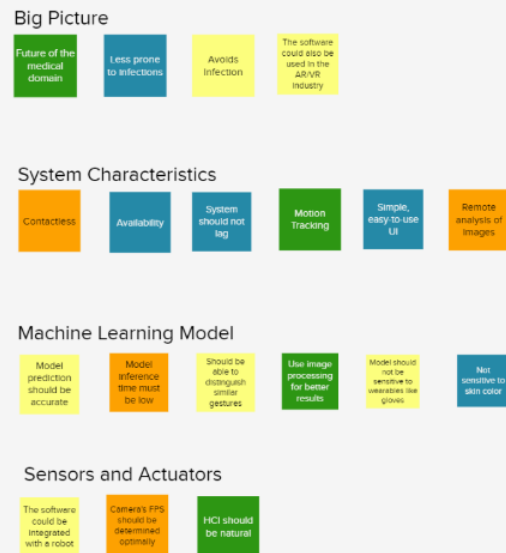 Big Picture
Future of the
medical
domain
Less prone
to infections
Avoids
Infection
The software
could also be
used in the
AR/VR
industry
System Characteristics
Contactless
Availability
System
should not
lag
Motion
Tracking
Simple,
easy-to-use
UI
Remote
analysis of
images
Machine Learning Model
Model
prediction
should be
accurate
Model
inference
time must
be low
Should be
able to
distinguish
similar
gestures
Use image
processing
for better
results
Model should
not be
sensitive to
wearables like
gloves
Not
sensitive to
skin color
Sensors and Actuators
The software
could be
integrated
with a robot
Camera's FPS
should be
determined
optimally
HCI should
be natural